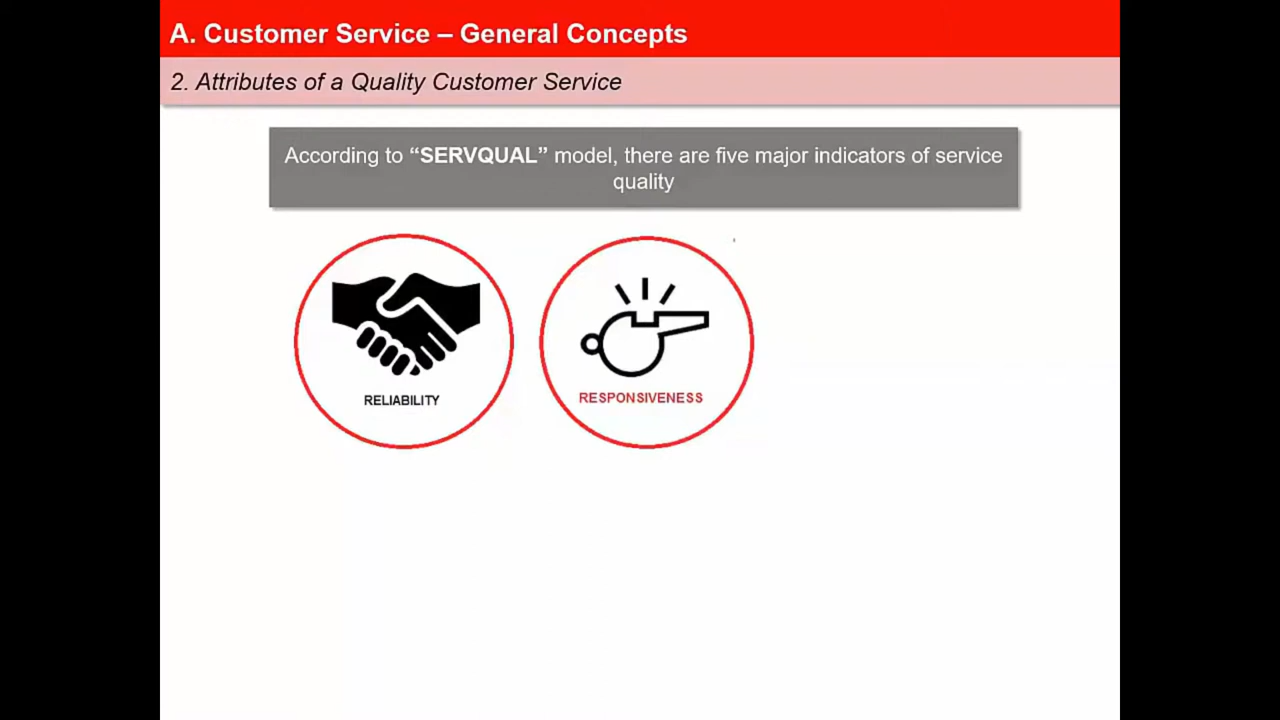 A. Customer Service – General Concepts
2. Attributes of a Quality Customer Service
According to “SERVQUAL” model, there are five major indicators of service
quality
RELIABILITY
RESPONSIVENESS